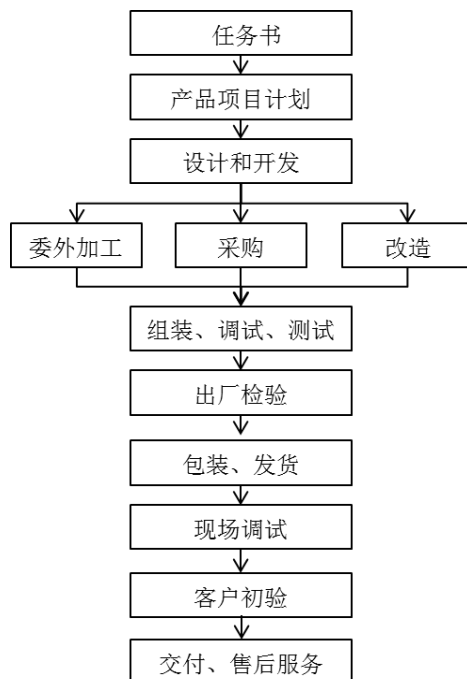 任务书
产品项目计划
设计和开发
委外加工
采购
改造
组装、调试、测试
出厂检验
包装、发货
现场调试
客户初验
交付、售后服务